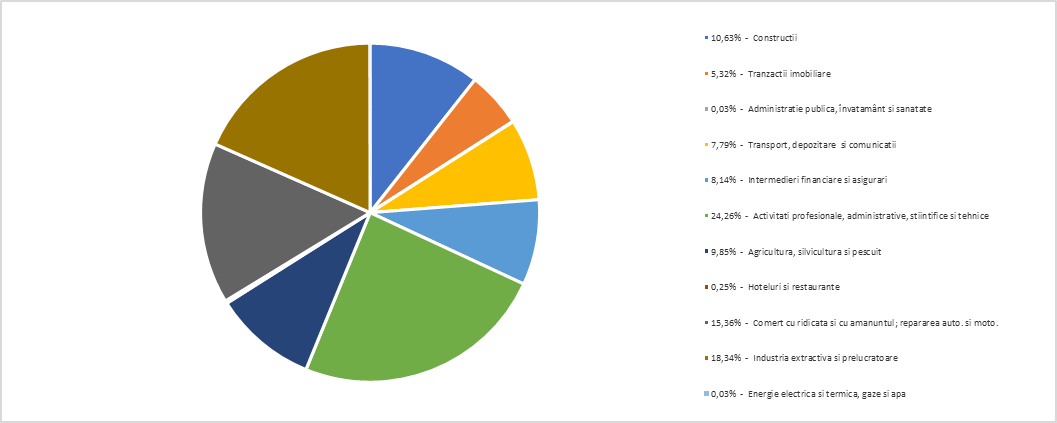 10,63% - Constructii
5,32% - Tranzactii imobiliare
0,03% - Administratie publica, învatamânt si sanatate
7,79% - Transport, depozitare si comunicatii
8,14% - Intermedieri financiare si asigurari
24,26% - Activitati profesionale, administrative, stiintifice si tehnice
9,85% - Agricultura, silvicultura si pescuit
0,25% - Hoteluri si restaurante
15,36% - Comert cu ridicata si cu amanuntul; repararea auto. si moto.
18,34% - Industria extractiva si prelucratoare
0,03% - Energie electrica si termica, gaze si apa